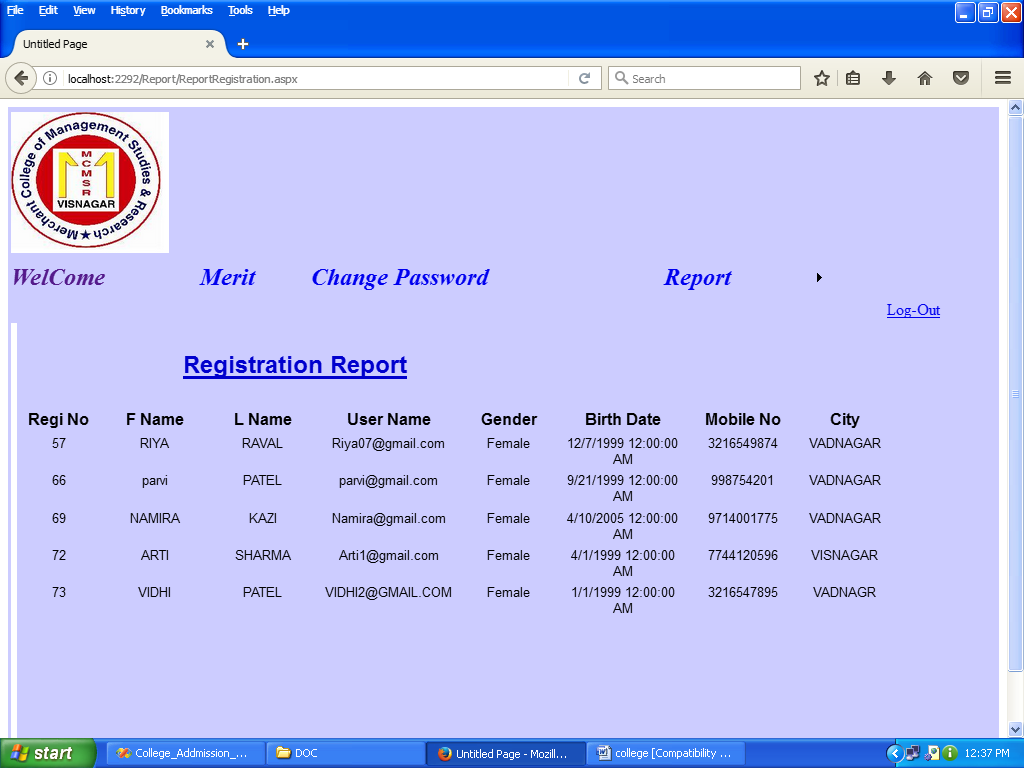 File Edit View History Bookmarks Tools Help
Untitled Page
localhost:2292/Report/ReportRegistration.aspx
Search
Merchant College of Management Studies & Research
M
C
M
S
R
VISNAGAR
WelCome Merit Change Password Report
Log-Out
Registration Report
Regi No F Name L Name User Name Gender Birth Date Mobile No City
57 RIYA RAVAL Riya07@gmail.com Female 12/7/1999 12:00:00 AM 3216549874 VADNAGAR
66 parvi PATEL parvi@gmail.com Female 9/21/1999 12:00:00 AM 998754201 VADNAGAR
69 NAMIRA KAZI Namira@gmail.com Female 4/10/2005 12:00:00 AM 9714001775 VADNAGAR
72 ARTI SHARMA Arti1@gmail.com Female 4/1/1999 12:00:00 AM 7744120596 VISNAGAR
73 VIDHI PATEL VIDHI2@GMAIL.COM Female 1/1/1999 12:00:00 AM 3216547895 VADNAGR
start College_Addmission_... DOC Untitled Page - Mozill... college [Compatibility ... 12:37 PM